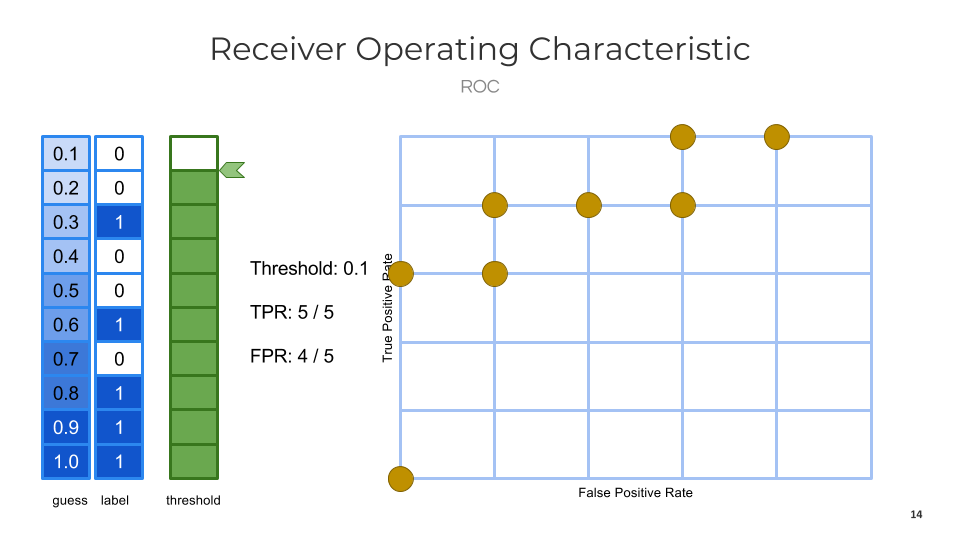 Receiver Operating Characteristic
ROC
0.1 0
0.2 0
0.3 1
0.4 0
0.5 0
0.6 1
0.7 0
0.8 1
0.9 1
1.0 1
guess label threshold
Threshold: 0.1
TPR: 5 / 5
FPR: 4 / 5
True Positive Rate
False Positive Rate
14